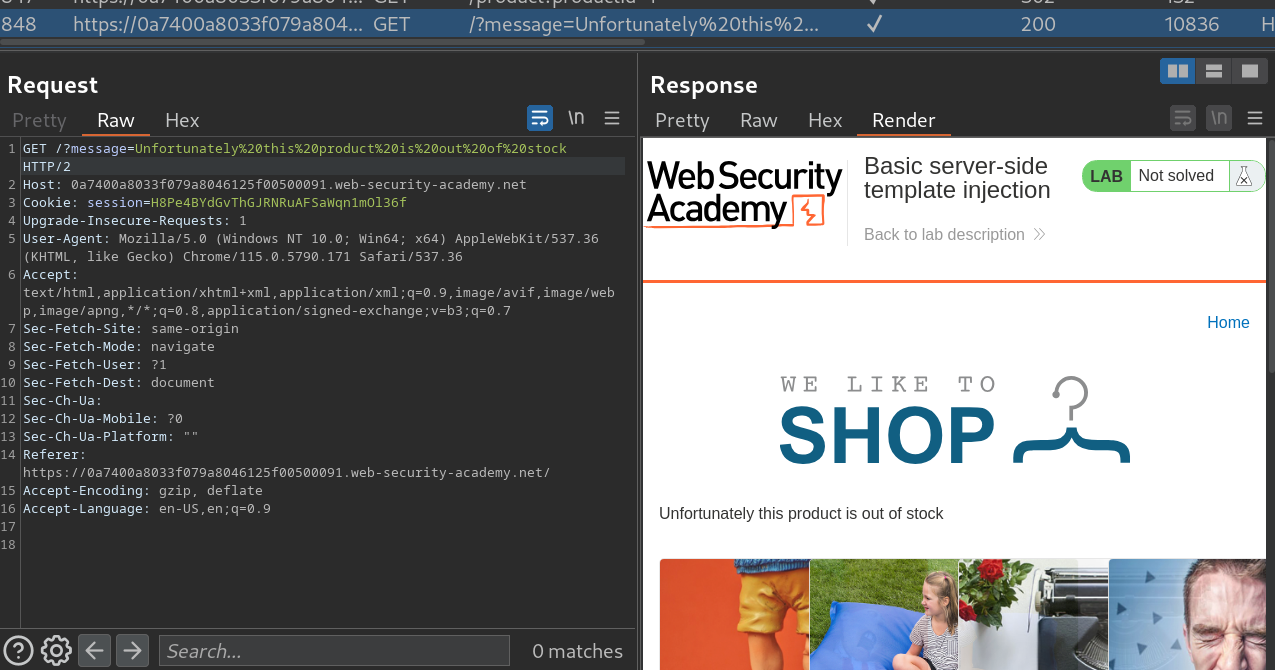 848 https://0a7400a8033f079a804... GET /?message=Unfortunately%20this%2... ✓ 200 10836 H
Request
Pretty Raw Hex
\n
1 GET /?message=Unfortunately%20this%20product%20is%20out%20of%20stock
HTTP/2
2 Host: 0a7400a8033f079a8046125f00500091.web-security-academy.net
3 Cookie: session=H8Pe4BYdGvThGJRNRuAFSaWqn1mOl36f
4 Upgrade-Insecure-Requests: 1
5 User-Agent: Mozilla/5.0 (Windows NT 10.0; Win64; x64) AppleWebKit/537.36
(KHTML, like Gecko) Chrome/115.0.5790.171 Safari/537.36
6 Accept:
text/html,application/xhtml+xml,application/xml;q=0.9,image/avif,image/web
p,image/apng,*/*;q=0.8,application/signed-exchange;v=b3;q=0.7
7 Sec-Fetch-Site: same-origin
8 Sec-Fetch-Mode: navigate
9 Sec-Fetch-User: ?1
10 Sec-Fetch-Dest: document
11 Sec-Ch-Ua:
12 Sec-Ch-Ua-Mobile: ?0
13 Sec-Ch-Ua-Platform: ""
14 Referer:
https://0a7400a8033f079a8046125f00500091.web-security-academy.net/
15 Accept-Encoding: gzip, deflate
16 Accept-Language: en-US,en;q=0.9
17
18
Search...
0 matches
Response
Pretty Raw Hex Render
\n
Web Security
Academy
Basic server-side
template injection
Back to lab description
LAB Not solved
Home
WE LIKE TO
SHOP
Unfortunately this product is out of stock